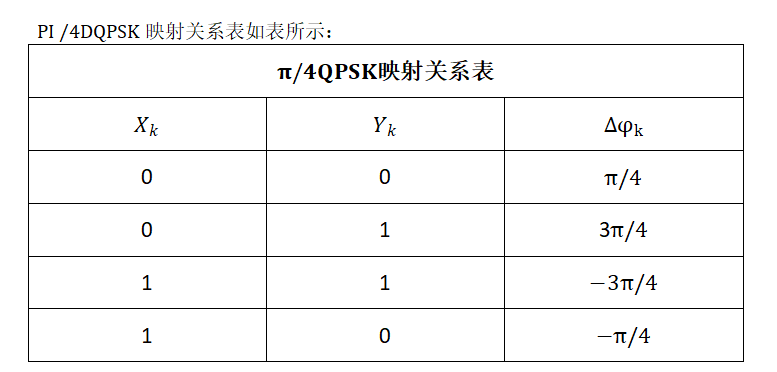 PI /4DQPSK 映射关系表如表所示：
π/4QPSK映射关系表
Xₖ Yₖ Δφₖ
0 0 π/4
0 1 3π/4
1 1 −3π/4
1 0 −π/4